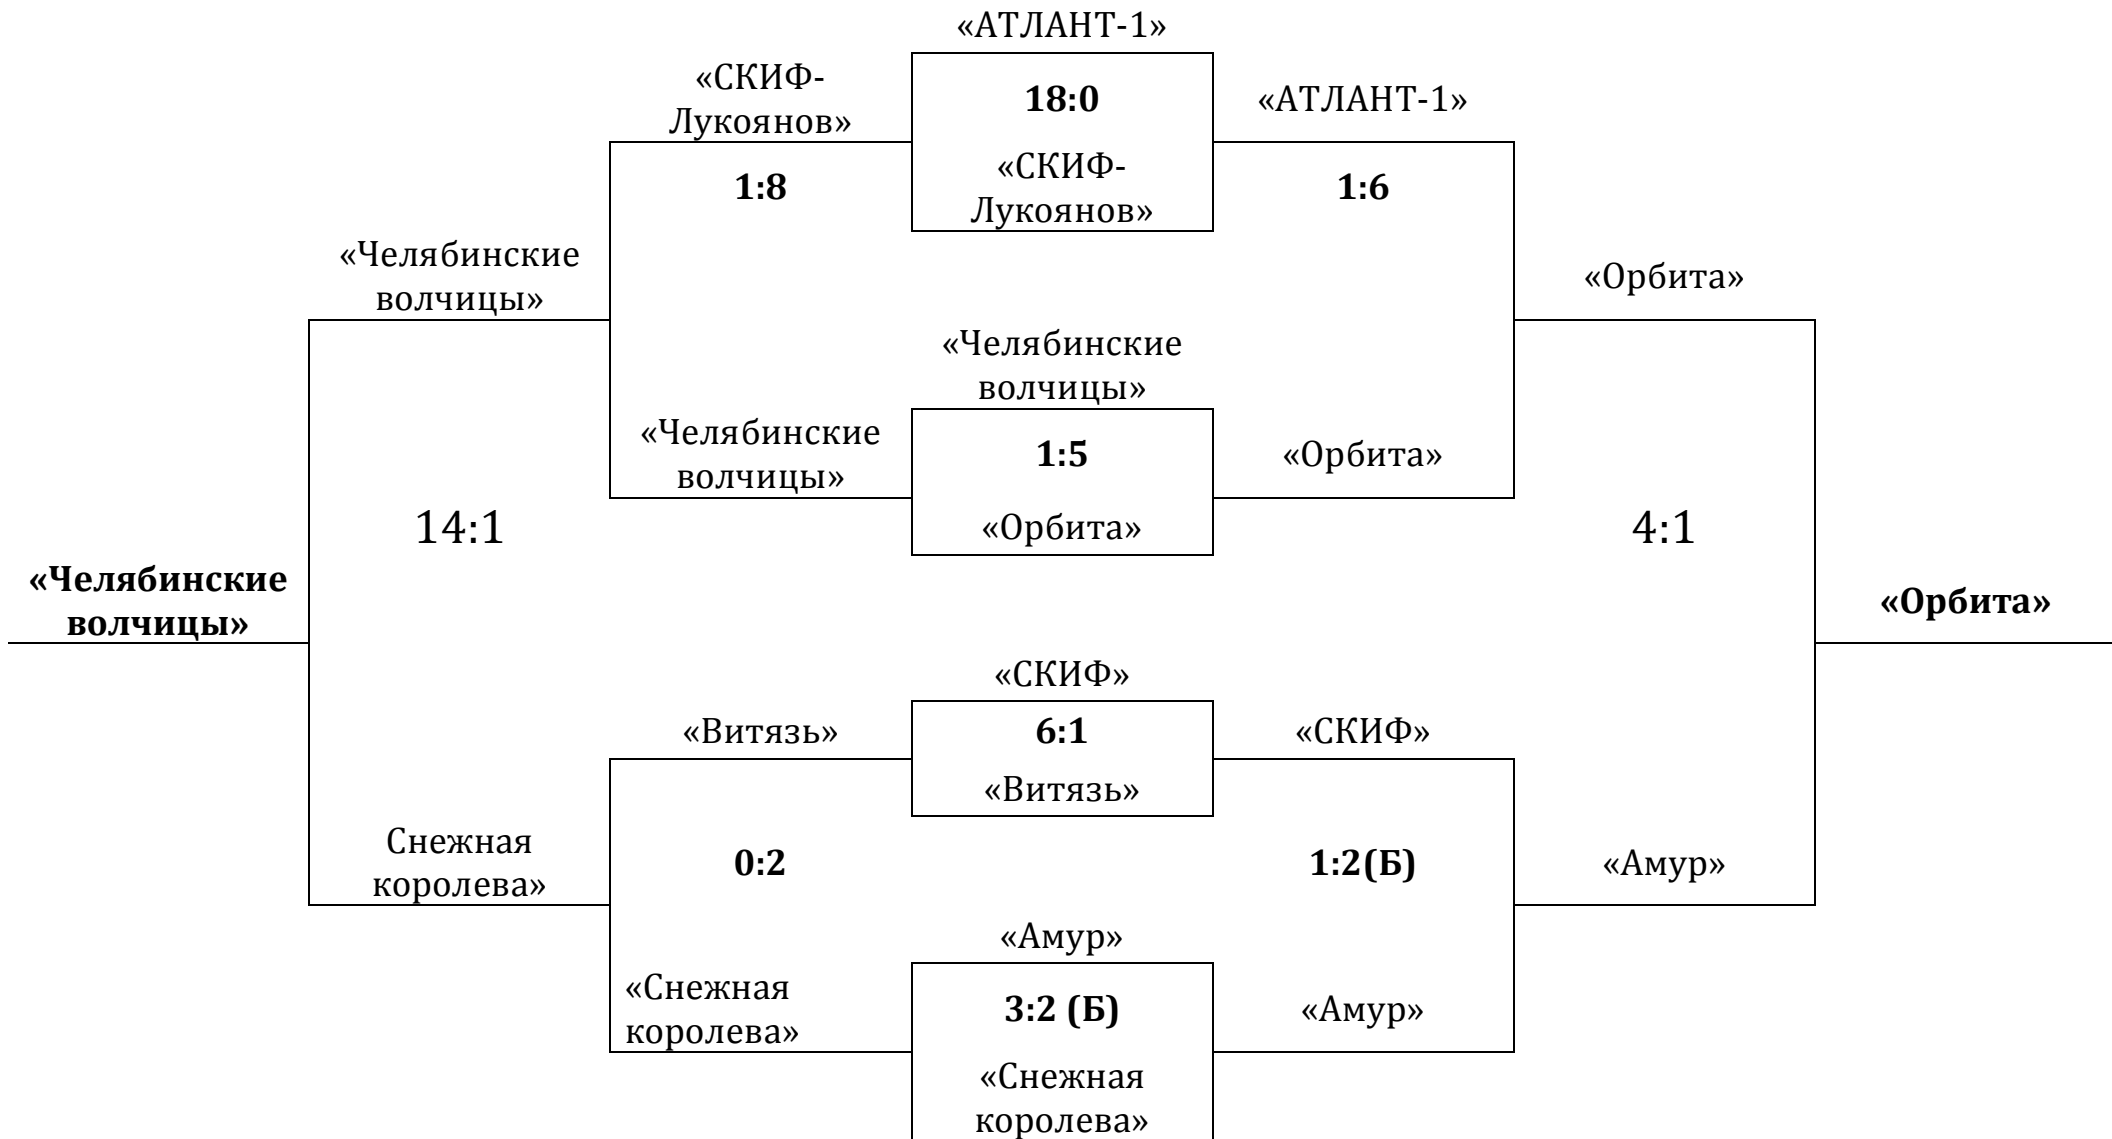 «АТЛАНТ-1»
«СКИФ-
Лукоянов»
18:0
«АТЛАНТ-1»
1:8
«СКИФ-
Лукоянов»
1:6
«Челябинские
волчицы»
«Орбита»
«Челябинские
волчицы»
«Челябинские
волчицы»
1:5
«Орбита»
14:1
«Орбита»
4:1
«Челябинские
волчицы»
«Орбита»
«СКИФ»
«Витязь»
6:1
«СКИФ»
«Витязь»
Снежная
королева»
0:2
1:2(Б)
«Амур»
«Амур»
«Снежная
королева»
3:2 (Б)
«Амур»
«Снежная
королева»